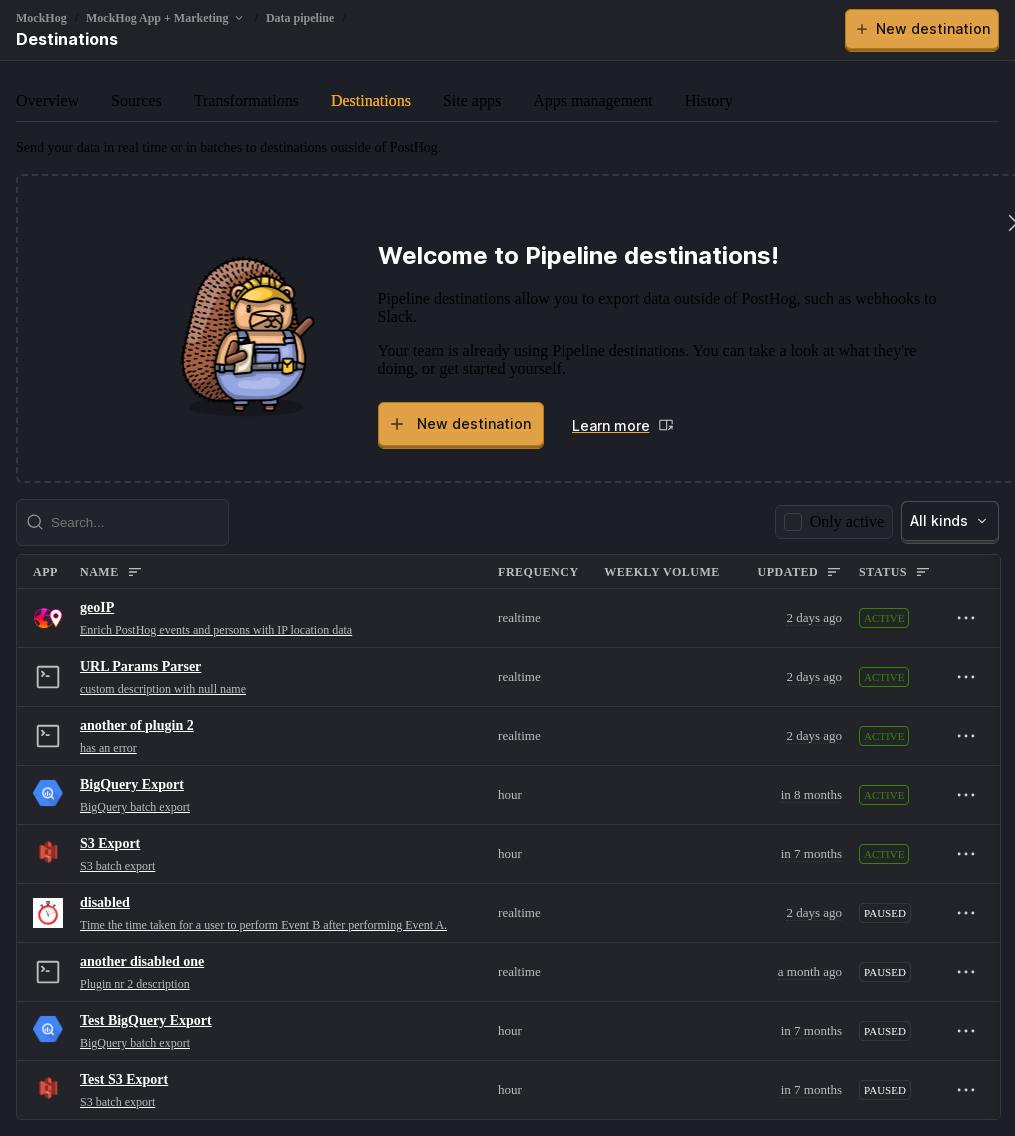 MockHog / MockHog App + Marketing / Data pipeline /
Destinations
New destination
Overview Sources Transformations Destinations Site apps Apps management History
Send your data in real time or in batches to destinations outside of PostHog.
Welcome to Pipeline destinations!
Pipeline destinations allow you to export data outside of PostHog, such as webhooks to
Slack.
Your team is already using Pipeline destinations. You can take a look at what they're
doing, or get started yourself.
New destination Learn more
Search... Only active All kinds
APP NAME FREQUENCY WEEKLY VOLUME UPDATED STATUS
geoIP
Enrich PostHog events and persons with IP location data
realtime 2 days ago ACTIVE
URL Params Parser
custom description with null name
realtime 2 days ago ACTIVE
another of plugin 2
has an error
realtime 2 days ago ACTIVE
BigQuery Export
BigQuery batch export
hour in 8 months ACTIVE
S3 Export
S3 batch export
hour in 7 months ACTIVE
disabled
Time the time taken for a user to perform Event B after performing Event A.
realtime 2 days ago PAUSED
another disabled one
Plugin nr 2 description
realtime a month ago PAUSED
Test BigQuery Export
BigQuery batch export
hour in 7 months PAUSED
Test S3 Export
S3 batch export
hour in 7 months PAUSED